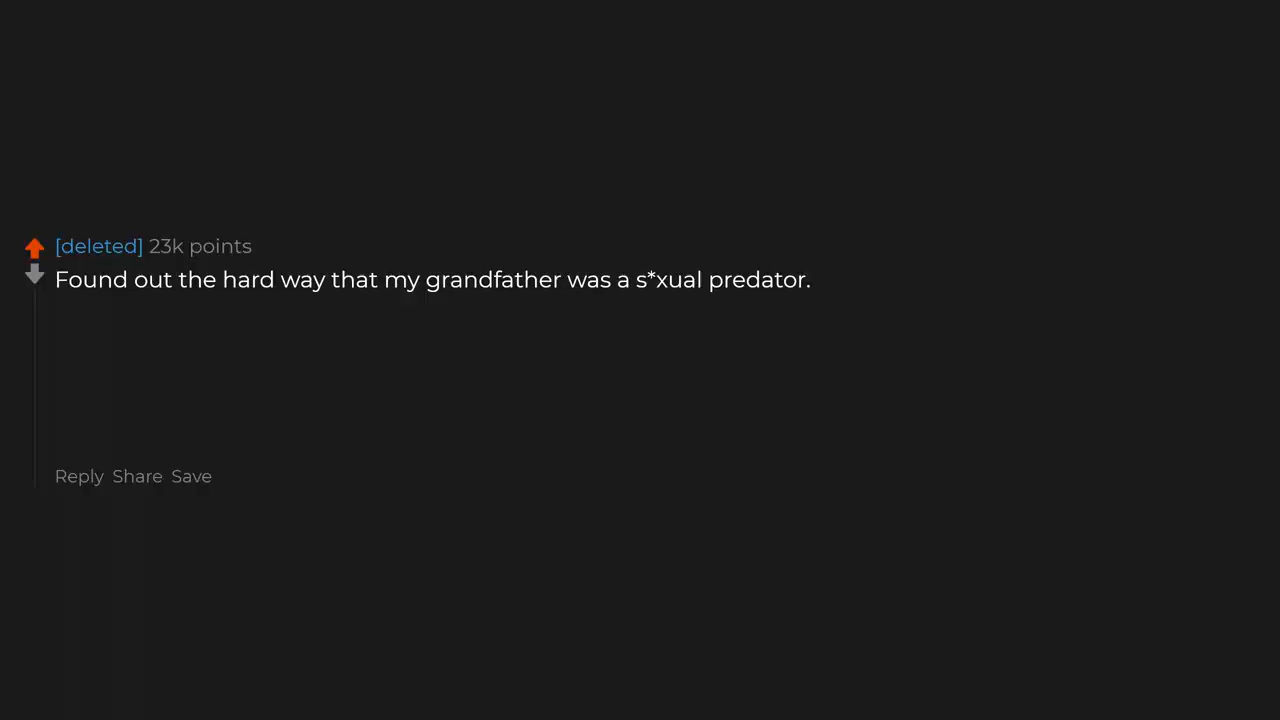 [deleted] 23k points
Found out the hard way that my grandfather was a s*xual predator.
Reply Share Save